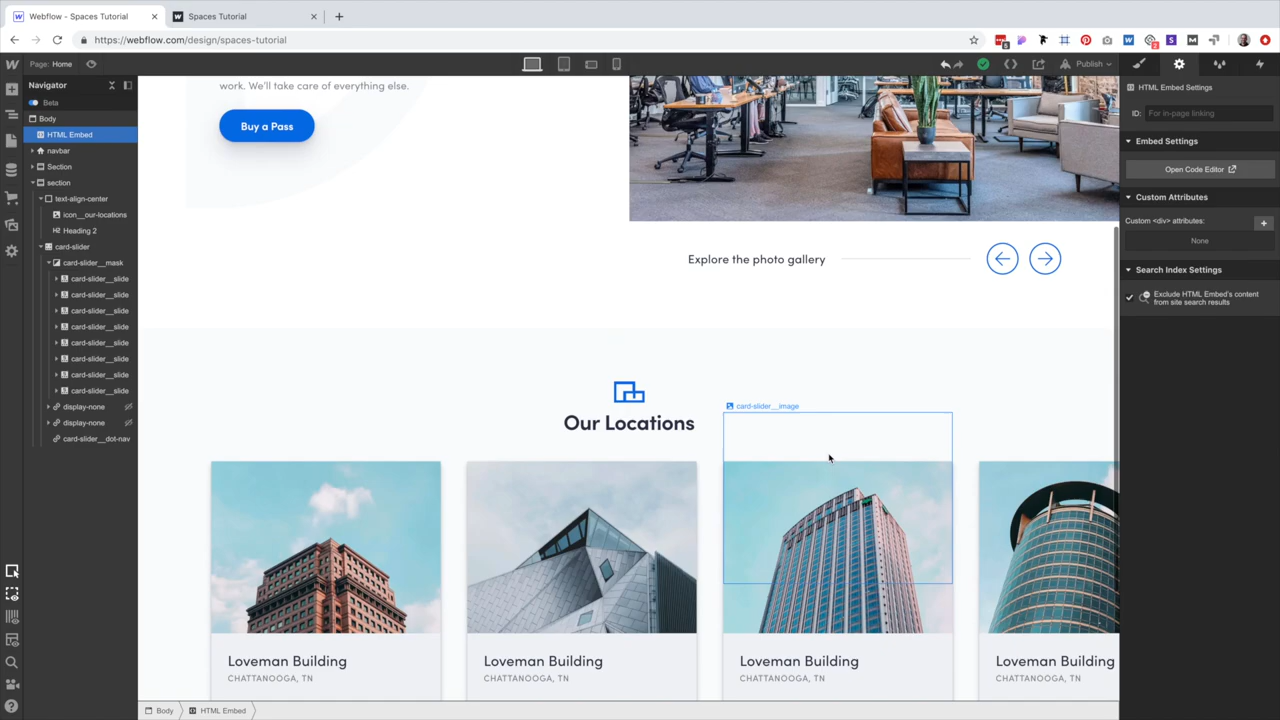 Webflow - Spaces Tutorial
Spaces Tutorial
https://webflow.com/design/spaces-tutorial
Page: Home
Publish
Navigator
Beta
Body
HTML Embed
navbar
Section
section
text-align-center
icon__our-locations
H2 Heading 2
card-slider
card-slider__mask
card-slider__slide
card-slider__slide
card-slider__slide
card-slider__slide
card-slider__slide
card-slider__slide
card-slider__slide
card-slider__slide
display-none
display-none
card-slider__dot-nav
work. We'll take care of everything else.
Buy a Pass
Explore the photo gallery
Our Locations
card-slider__image
Loveman Building
CHATTANOOGA, TN
Loveman Building
CHATTANOOGA, TN
Loveman Building
CHATTANOOGA, TN
Loveman Building
CHATTANOOGA, TN
Body
HTML Embed
HTML Embed Settings
ID: For in-page linking
Embed Settings
Open Code Editor
Custom Attributes
Custom <div> attributes:
None
Search Index Settings
Exclude HTML Embed's content
from site search results